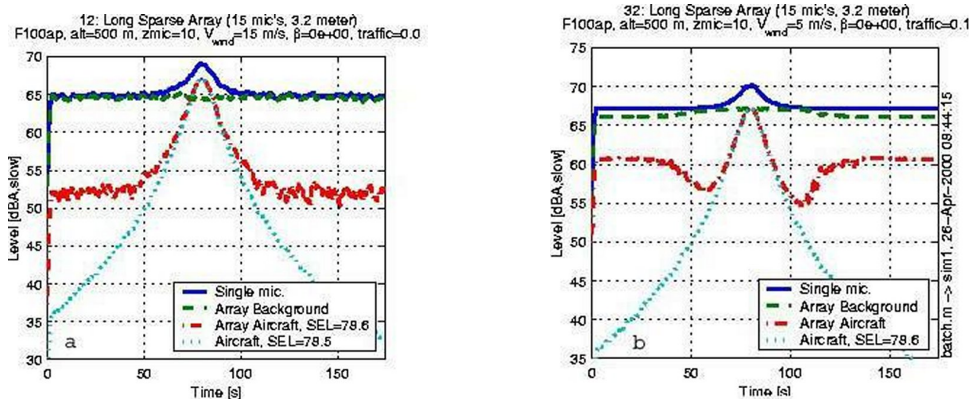 12: Long Sparse Array (15 mic's, 3.2 meter)
F100ap, alt=500 m, zmic=10, Vwind=15 m/s, β=0e+00, traffic=0.0
70
65
60
55
50
45
40
35
30
Level [dBA,slow]
0
50
100
150
Time [s]
Single mic.
Array Background
Array Aircraft, SEL=78.6
Aircraft, SEL=78.5
a
32: Long Sparse Array (15 mic's, 3.2 meter)
F100ap, alt=500 m, zmic=10, Vwind=5 m/s, β=0e+00, traffic=0.1
75
70
65
60
55
50
45
40
35
Level [dBA,slow]
0
50
100
150
Time [s]
Single mic.
Array Background
Array Aircraft
Aircraft, SEL=78.6
b
batch.m --> sim1, 26-Apr-2000 08:44:15